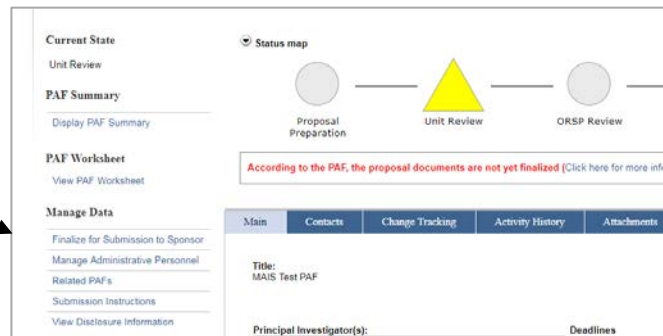 Current State
Unit Review
PAF Summary
Display PAF Summary
PAF Worksheet
View PAF Worksheet
Manage Data
Finalize for Submission to Sponsor
Manage Administrative Personnel
Related PAFs
Submission Instructions
View Disclosure Information
Status map
Proposal
Preparation
Unit Review
ORSP Review
According to the PAF, the proposal documents are not yet finalized (Click here for more
Main Contacts Change Tracking Activity History Attachments
Title:
MAIS Test PAF
Principal Investigator(s): Deadlines